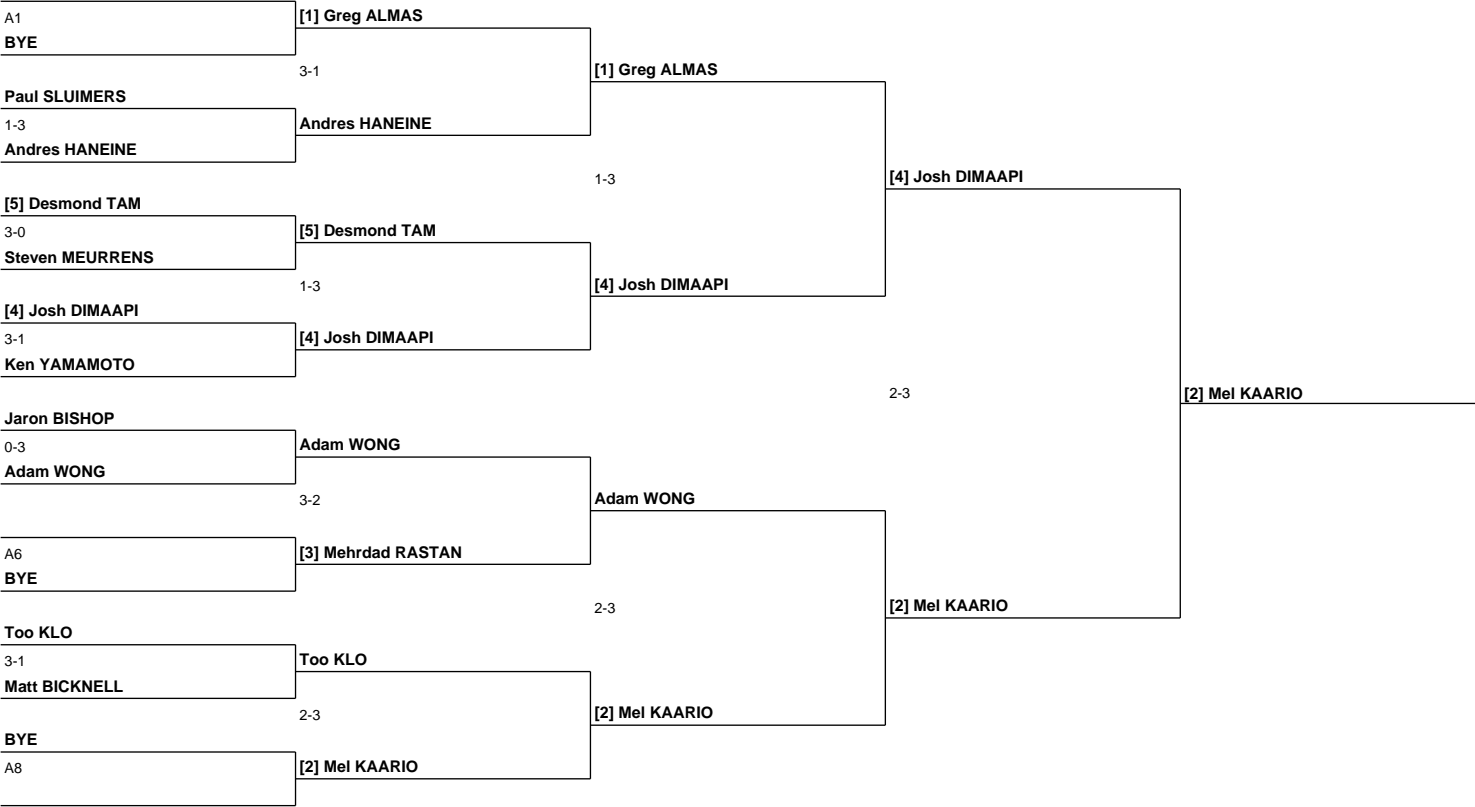 A1
BYE
Paul SLUIMERS
1-3
Andres HANEINE
[5] Desmond TAM
3-0
Steven MEURRENS
[4] Josh DIMAAPI
3-1
Ken YAMAMOTO
Jaron BISHOP
0-3
Adam WONG
A6
BYE
Too KLO
3-1
Matt BICKNELL
BYE
A8
[1] Greg ALMAS
3-1
Andres HANEINE
[5] Desmond TAM
1-3
[4] Josh DIMAAPI
Adam WONG
3-2
[3] Mehrdad RASTAN
Too KLO
2-3
[2] Mel KAARIO
[1] Greg ALMAS
1-3
[4] Josh DIMAAPI
Adam WONG
2-3
[2] Mel KAARIO
[4] Josh DIMAAPI
2-3
[2] Mel KAARIO
[2] Mel KAARIO